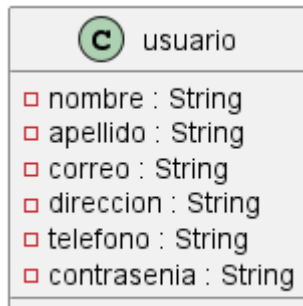 C usuario
nombre : String
apellido : String
correo : String
direccion : String
telefono : String
contrasenia : String